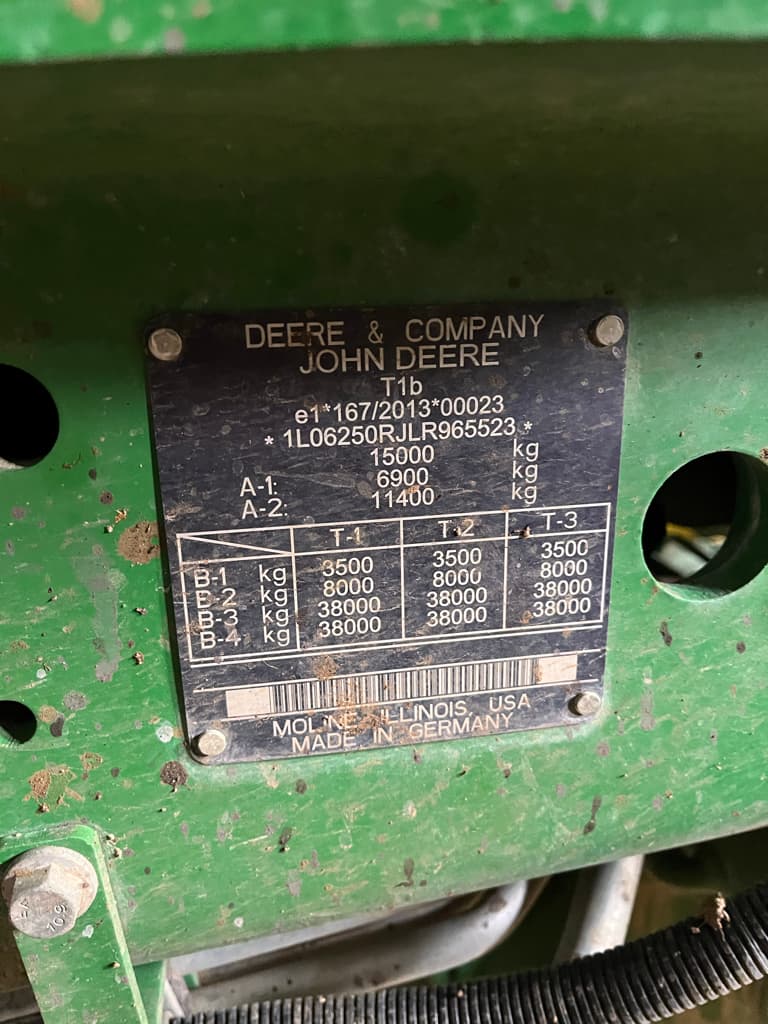 DEERE & COMPANY
JOHN DEERE
T1b
e1*167/2013*00023
* 1L06250RJLR965523 *
15000 kg
A-1: 6900 kg
A-2: 11400 kg
T-1 T-2 T-3
B-1 kg 3500 3500 3500
B-2 kg 8000 8000 8000
B-3 kg 38000 38000 38000
B-4 kg 38000 38000 38000
MOLINE, ILLINOIS, USA
MADE IN GERMANY
10.9